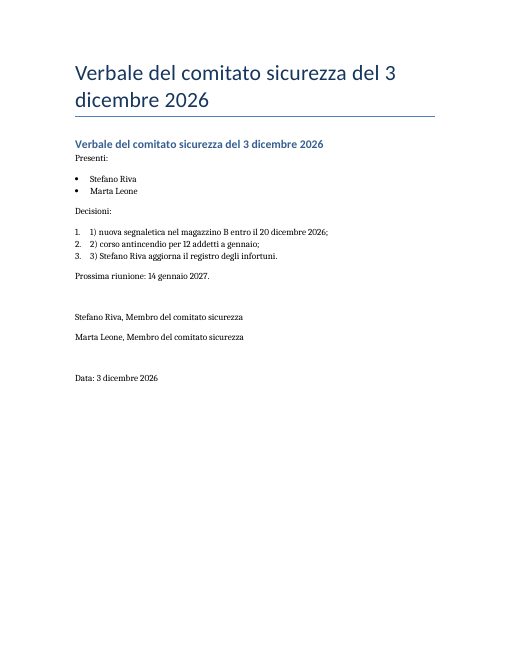 Verbale del comitato sicurezza del 3
dicembre 2026
Verbale del comitato sicurezza del 3 dicembre 2026
Presenti:
• Stefano Riva
• Marta Leone
Decisioni:
1. 1) nuova segnaletica nel magazzino B entro il 20 dicembre 2026;
2. 2) corso antincendio per 12 addetti a gennaio;
3. 3) Stefano Riva aggiorna il registro degli infortuni.
Prossima riunione: 14 gennaio 2027.
Stefano Riva, Membro del comitato sicurezza
Marta Leone, Membro del comitato sicurezza
Data: 3 dicembre 2026